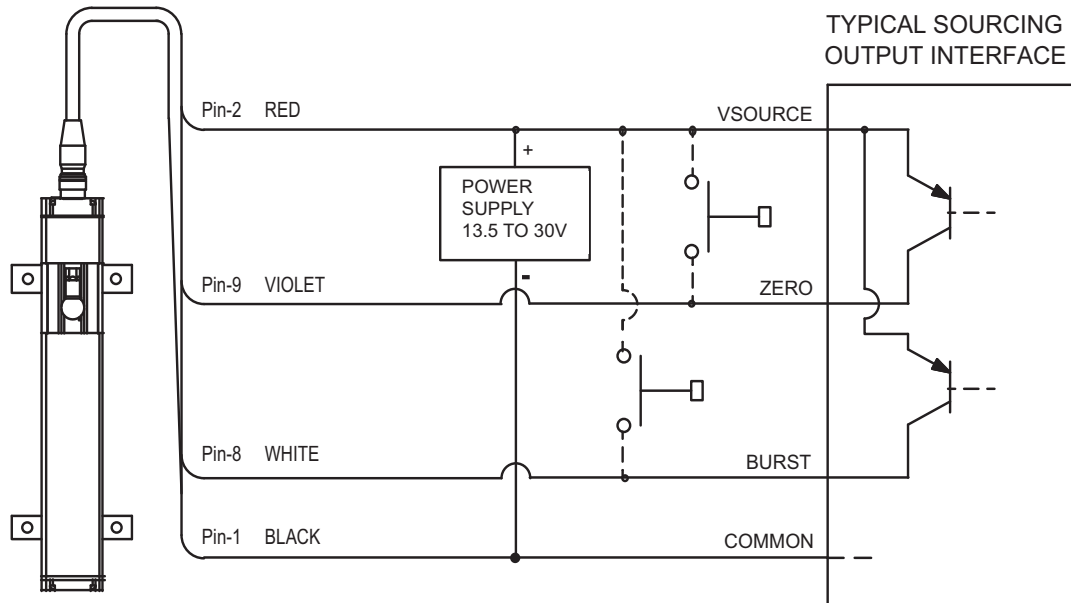 TYPICAL SOURCING
OUTPUT INTERFACE
Pin-2 RED
VSOURCE
+
POWER
SUPPLY
13.5 TO 30V
-
Pin-9 VIOLET
ZERO
Pin-8 WHITE
BURST
Pin-1 BLACK
COMMON